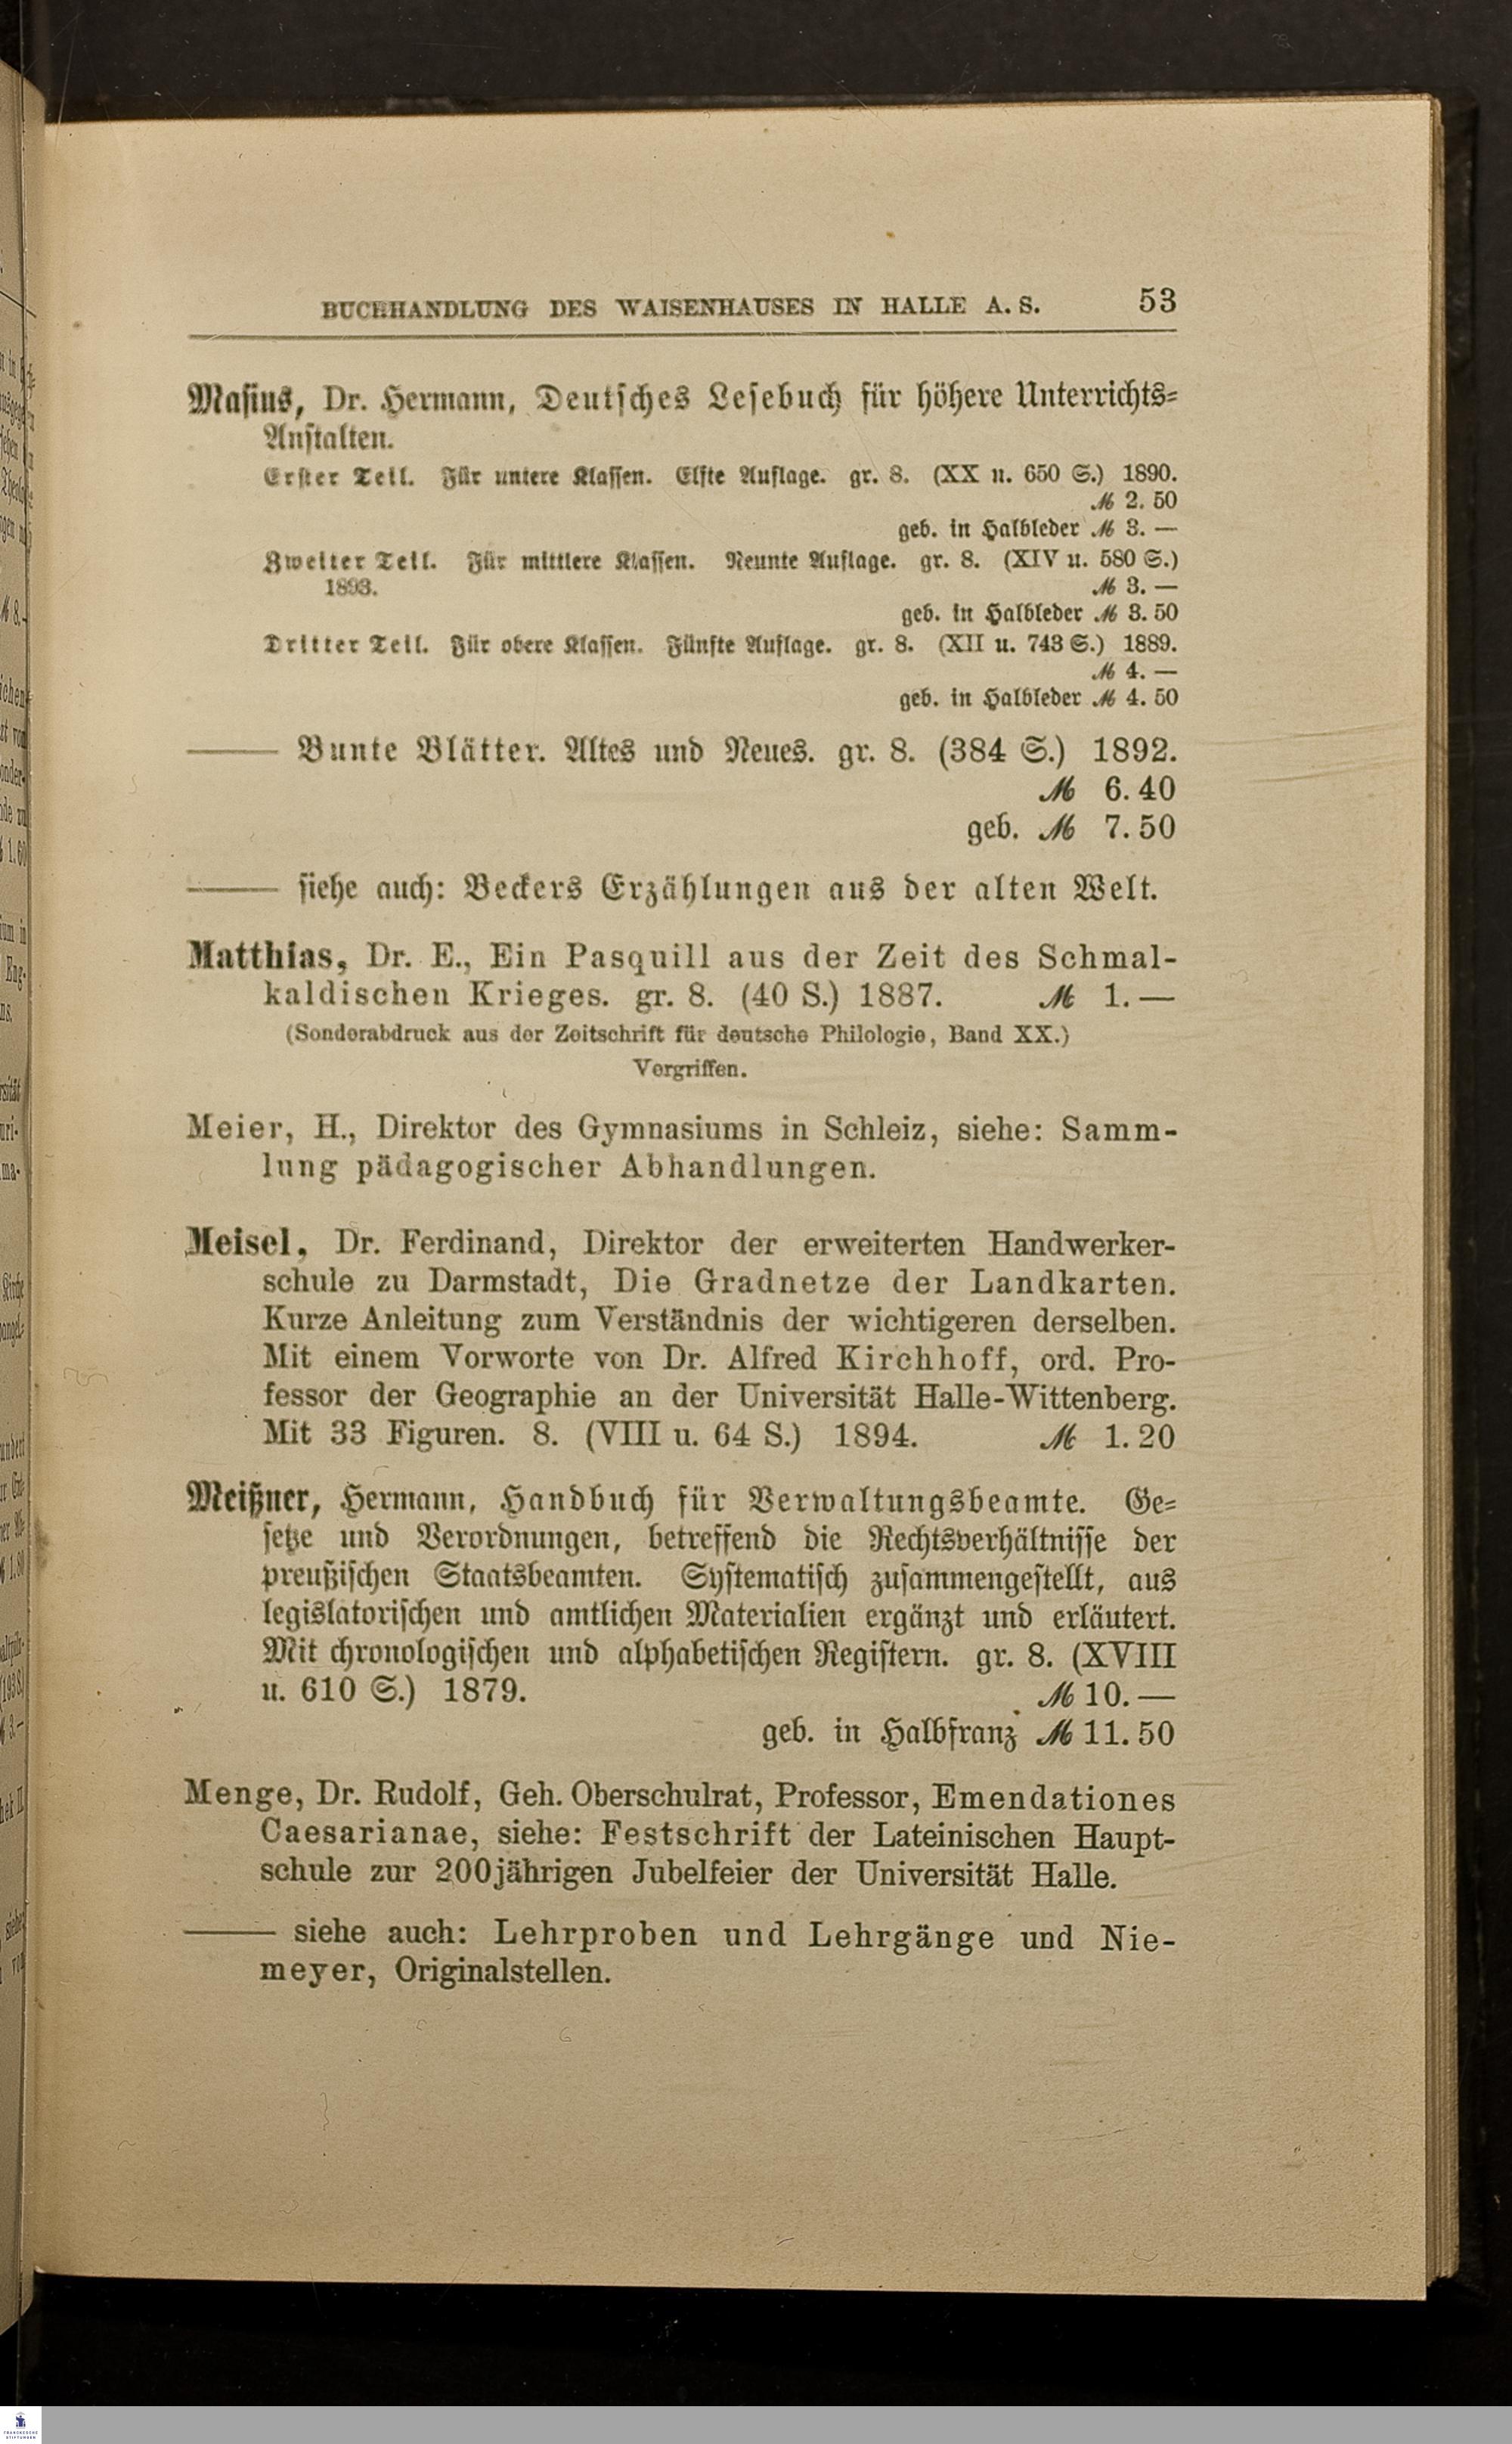 BUCHHANDLUNG DES WAISENHAUSES IN HALLE A. S. 53
Masius, Dr. Hermann, Deutsches Lesebuch für höhere Unterrichts-
Anstalten.
Erster Teil. Für untere Klassen. Elfte Auflage. gr. 8. (XX u. 650 S.) 1890.
ℳ 2. 50
geb. in Halbleder ℳ 3. —
Zweiter Teil. Für mittlere Klassen. Neunte Auflage. gr. 8. (XIV u. 580 S.)
1893. ℳ 3. —
geb. in Halbleder ℳ 3. 50
Dritter Teil. Für obere Klassen. Fünfte Auflage. gr. 8. (XII u. 743 S.) 1889.
ℳ 4. —
geb. in Halbleder ℳ 4. 50
—— Bunte Blätter. Altes und Neues. gr. 8. (384 S.) 1892.
ℳ 6. 40
geb. ℳ 7. 50
—— siehe auch: Beckers Erzählungen aus der alten Welt.
Matthias, Dr. E., Ein Pasquill aus der Zeit des Schmal-
kaldischen Krieges. gr. 8. (40 S.) 1887. ℳ 1. —
(Sonderabdruck aus der Zeitschrift für deutsche Philologie, Band XX.)
Vergriffen.
Meier, H., Direktor des Gymnasiums in Schleiz, siehe: Samm-
lung pädagogischer Abhandlungen.
Meisel, Dr. Ferdinand, Direktor der erweiterten Handwerker-
schule zu Darmstadt, Die Gradnetze der Landkarten.
Kurze Anleitung zum Verständnis der wichtigeren derselben.
Mit einem Vorworte von Dr. Alfred Kirchhoff, ord. Pro-
fessor der Geographie an der Universität Halle-Wittenberg.
Mit 33 Figuren. 8. (VIII u. 64 S.) 1894. ℳ 1. 20
Meißner, Hermann, Handbuch für Verwaltungsbeamte. Ge-
setze und Verordnungen, betreffend die Rechtsverhältnisse der
preußischen Staatsbeamten. Systematisch zusammengestellt, aus
legislatorischen und amtlichen Materialien ergänzt und erläutert.
Mit chronologischen und alphabetischen Registern. gr. 8. (XVIII
u. 610 S.) 1879. ℳ 10. —
geb. in Halbfranz ℳ 11. 50
Menge, Dr. Rudolf, Geh. Oberschulrat, Professor, Emendationes
Caesarianae, siehe: Festschrift der Lateinischen Haupt-
schule zur 200jährigen Jubelfeier der Universität Halle.
—— siehe auch: Lehrproben und Lehrgänge und Nie-
meyer, Originalstellen.
FRANCKESCHE
STIFTUNGEN